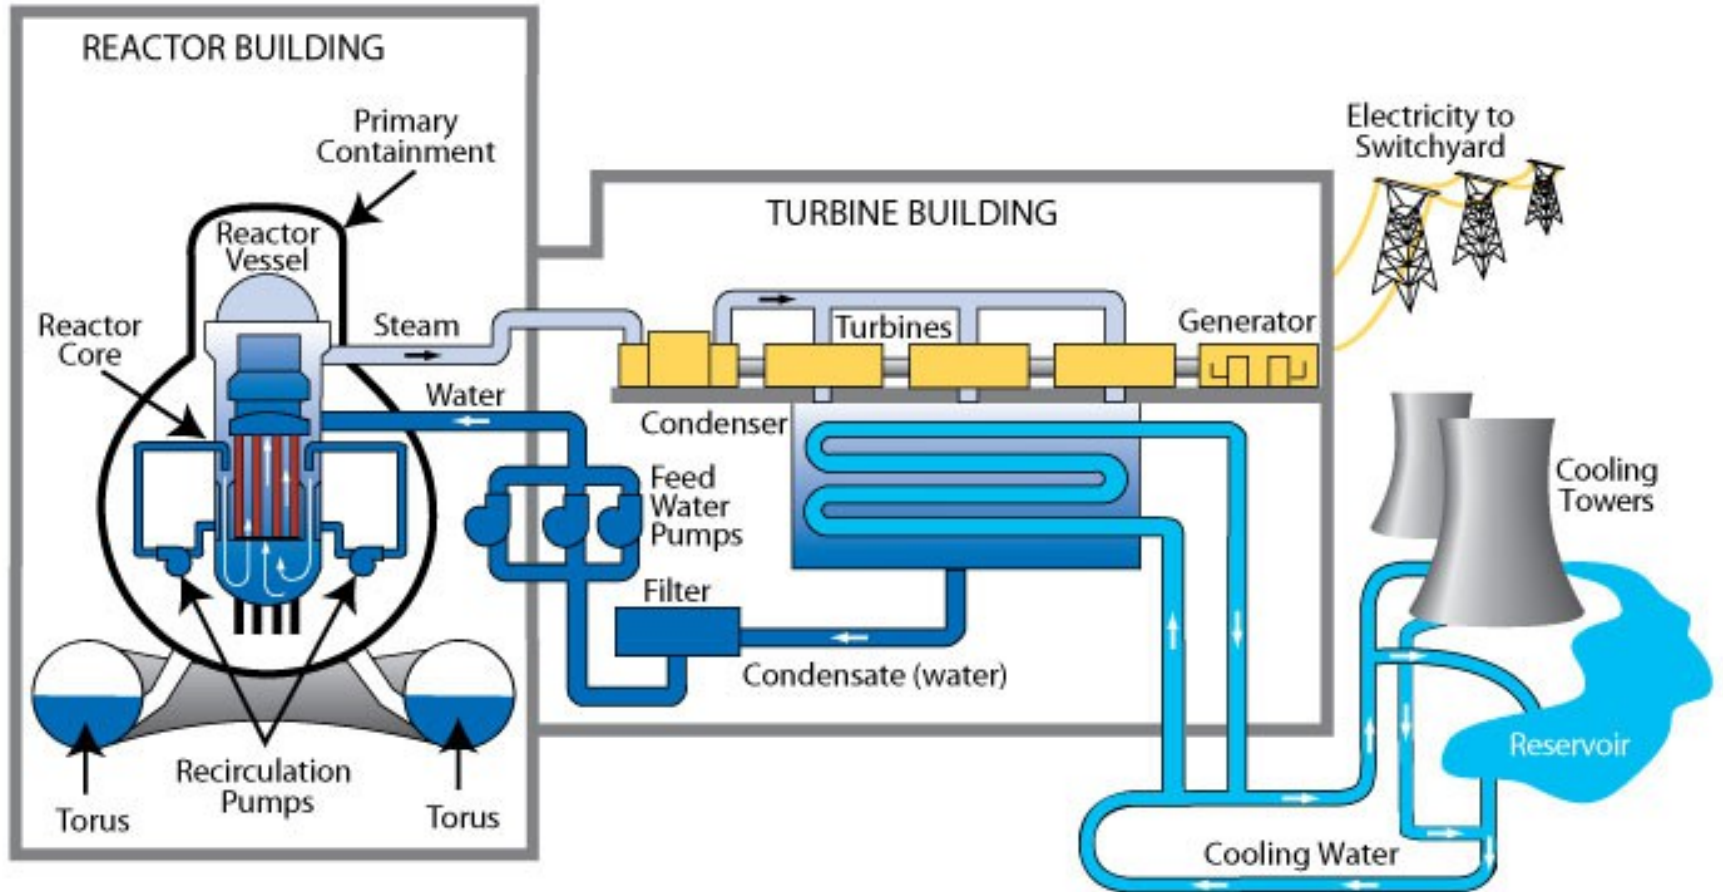 REACTOR BUILDING
Primary
Containment
Reactor
Vessel
Reactor
Core
Steam
Water
Feed
Water
Pumps
Filter
Condensate (water)
Recirculation
Pumps
Torus
Torus
TURBINE BUILDING
Turbines
Generator
Condenser
Electricity to
Switchyard
Cooling
Towers
Reservoir
Cooling Water